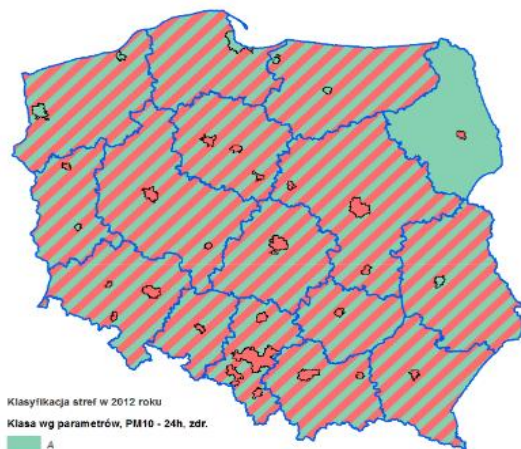 Klasyfikacja stref w 2012 roku
Klasa wg parametrów, PM10 - 24h, zdr.
A